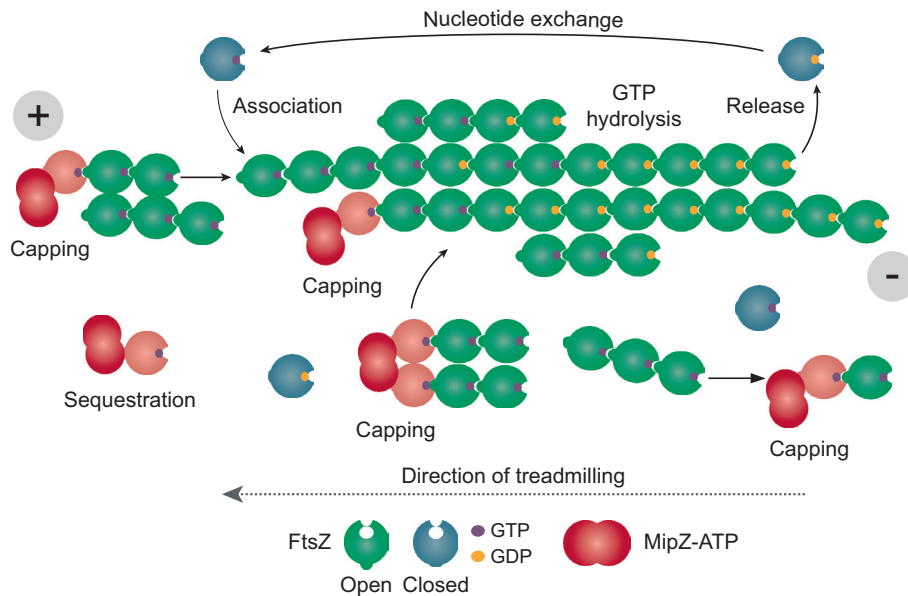 Nucleotide exchange
+
Association
GTP
hydrolysis
Release
Capping
Capping
-
Sequestration
Capping
Capping
Direction of treadmilling
FtsZ
GTP
GDP
MipZ-ATP
Open
Closed